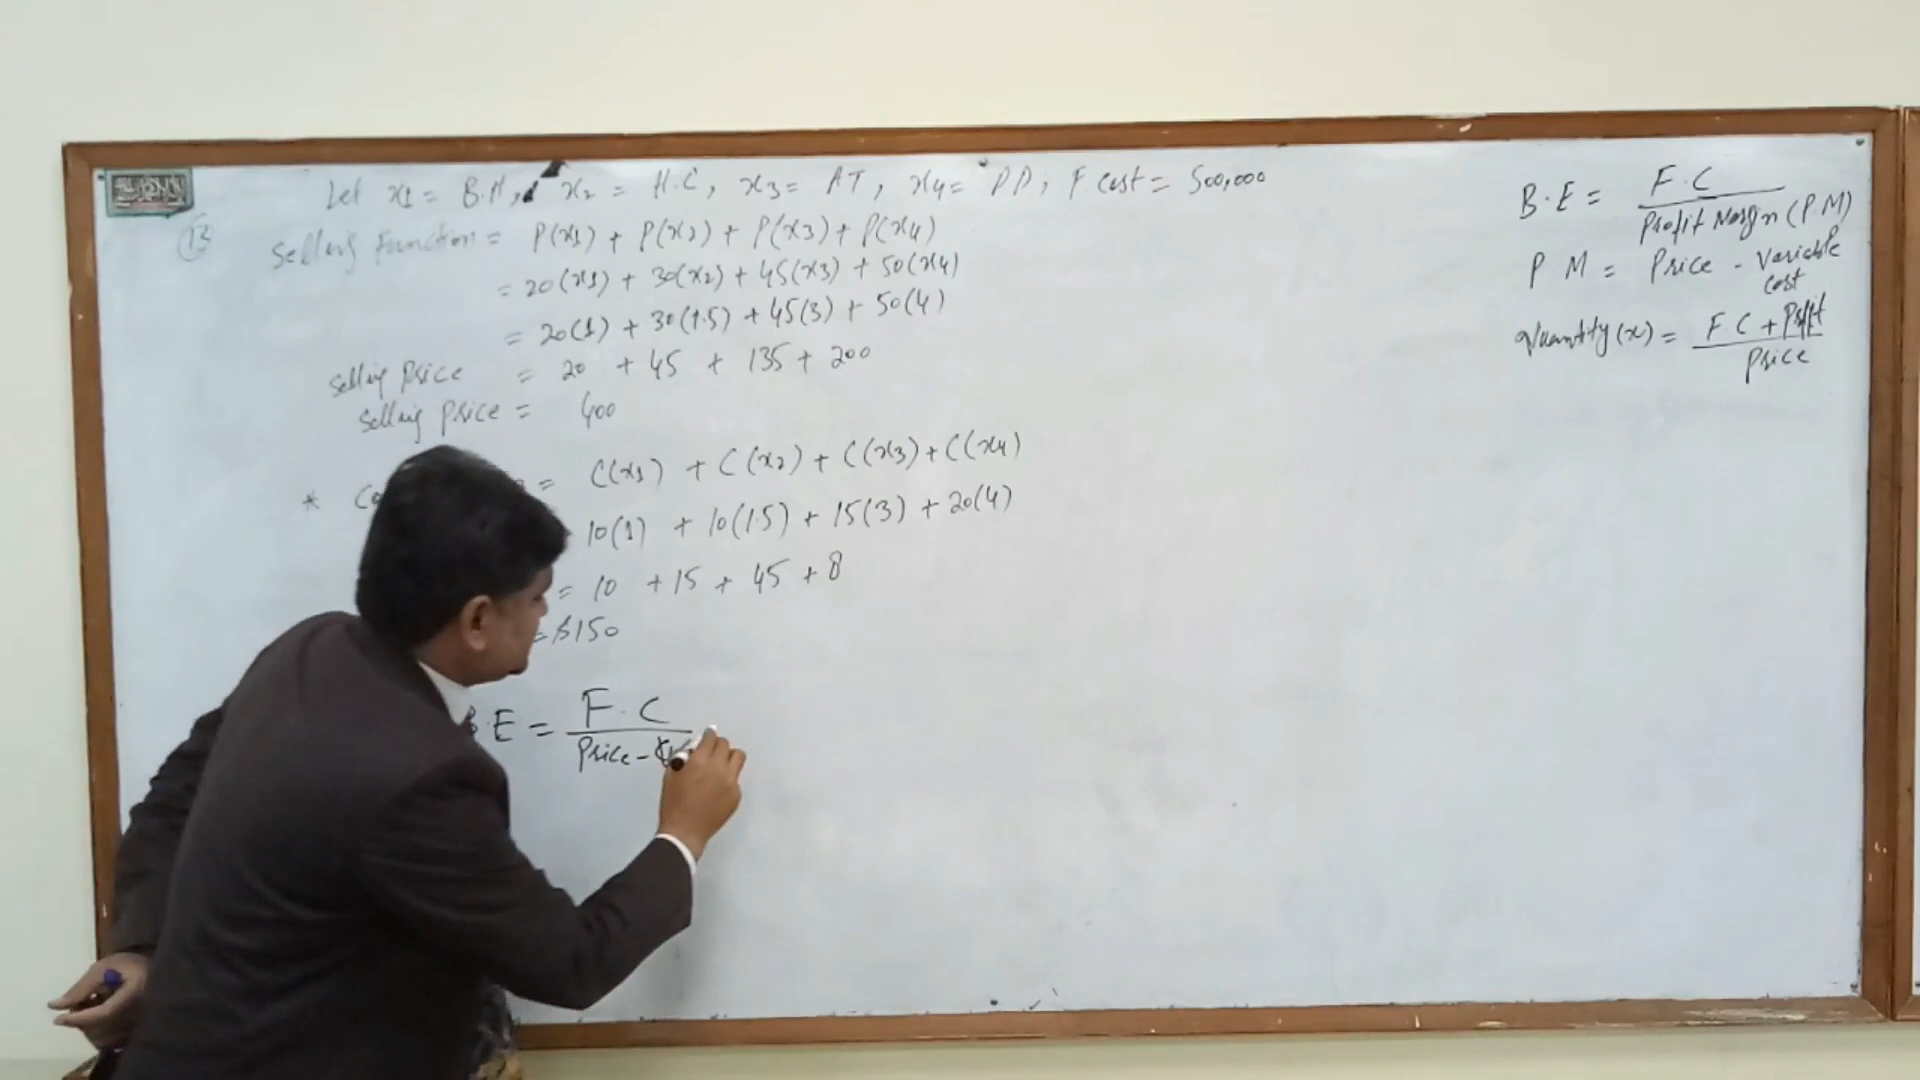 Let x1 = B.H, x2 = H.C, x3 = AT, x4 = DD; F. cost = 500,000
13
Selling Function = P(x1) + P(x2) + P(x3) + P(x4)
= 20(x1) + 30(x2) + 45(x3) + 50(x4)
= 20(1) + 30(1.5) + 45(3) + 50(4)
Selling Price = 20 + 45 + 135 + 200
Selling Price = 400
* Co = C(x1) + C(x2) + C(x3) + C(x4)
10(1) + 10(1.5) + 15(3) + 20(4)
= 10 + 15 + 45 + 8
= $150
B.E = F.C / Price -
B.E = F.C / Profit Margin (P.M)
P M = Price - Variable cost
Quantity (x) = F C + Profit / Price